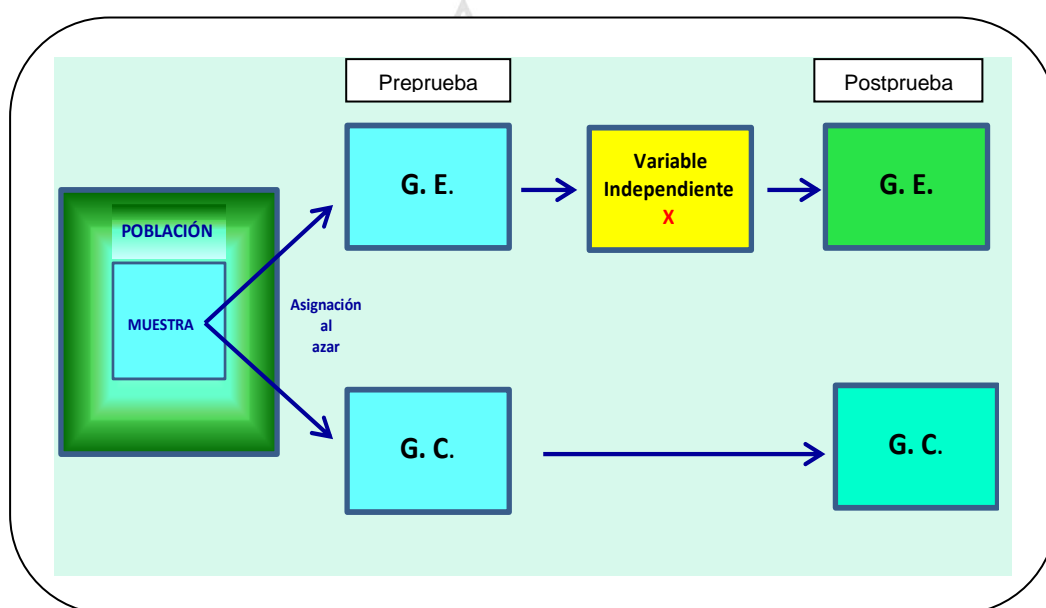 Preprueba
Postprueba
G. E.
Variable
Independiente
X
G. E.
POBLACIÓN
MUESTRA
Asignación
al
azar
G. C.
G. C.